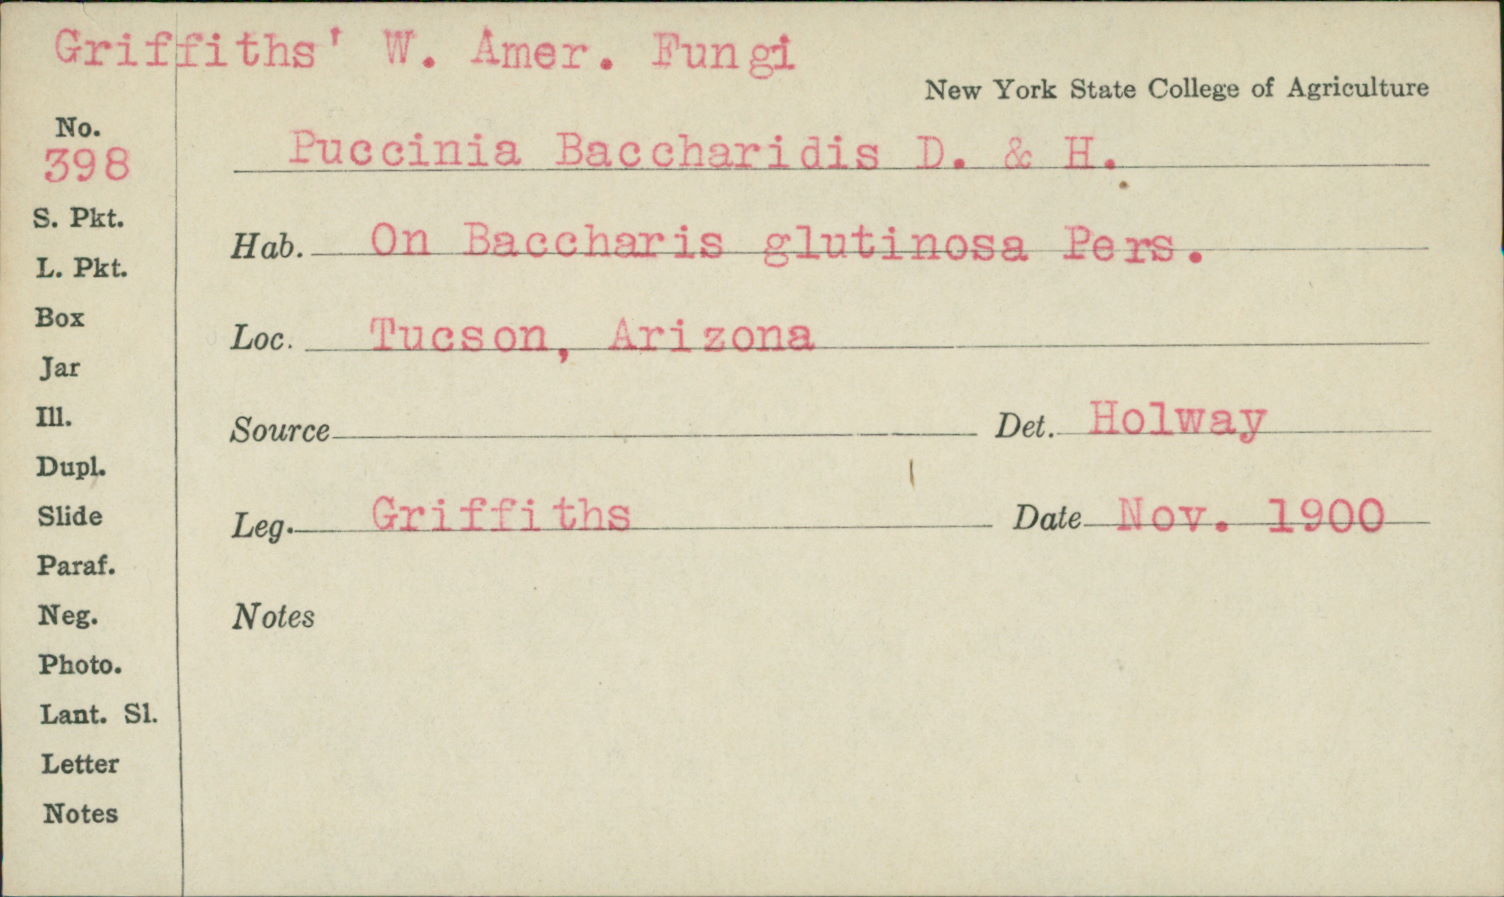 Griffiths' W. Amer. Fungi
New York State College of Agriculture
No.
398
S. Pkt.
L. Pkt.
Box
Jar
Ill.
Dupl.
Slide
Paraf.
Neg.
Photo.
Lant. Sl.
Letter
Notes
Puccinia Baccharidis D. & H.
Hab. On Baccharis glutinosa Pers.
Loc. Tucson, Arizona
Source Det. Holway
Leg. Griffiths Date Nov. 1900
Notes